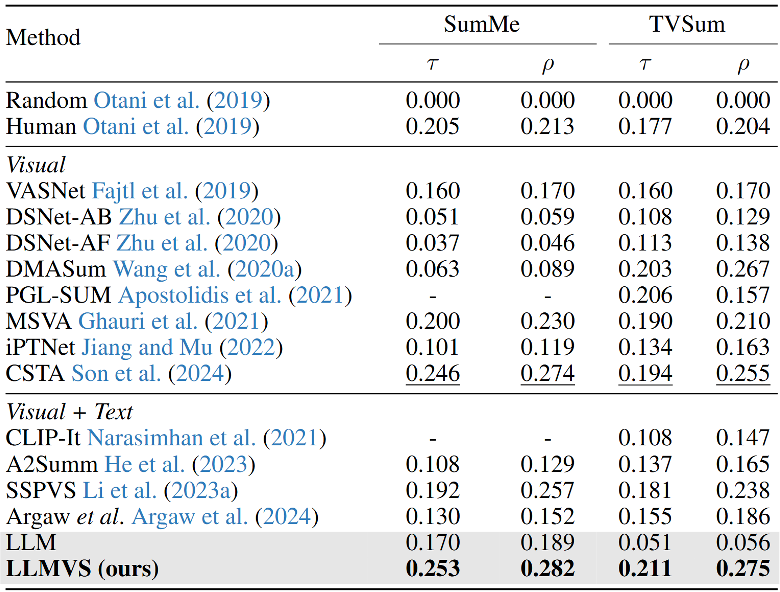 Method SumMe TVSum
τ ρ τ ρ
Random Otani et al. (2019) 0.000 0.000 0.000 0.000
Human Otani et al. (2019) 0.205 0.213 0.177 0.204
Visual
VASNet Fajtl et al. (2019) 0.160 0.170 0.160 0.170
DSNet-AB Zhu et al. (2020) 0.051 0.059 0.108 0.129
DSNet-AF Zhu et al. (2020) 0.037 0.046 0.113 0.138
DMASum Wang et al. (2020a) 0.063 0.089 0.203 0.267
PGL-SUM Apostolidis et al. (2021) - - 0.206 0.157
MSVA Ghauri et al. (2021) 0.200 0.230 0.190 0.210
iPTNet Jiang and Mu (2022) 0.101 0.119 0.134 0.163
CSTA Son et al. (2024) 0.246 0.274 0.194 0.255
Visual + Text
CLIP-It Narasimhan et al. (2021) - - 0.108 0.147
A2Summ He et al. (2023) 0.108 0.129 0.137 0.165
SSPVS Li et al. (2023a) 0.192 0.257 0.181 0.238
Argaw et al. Argaw et al. (2024) 0.130 0.152 0.155 0.186
LLM 0.170 0.189 0.051 0.056
LLMVS (ours) 0.253 0.282 0.211 0.275